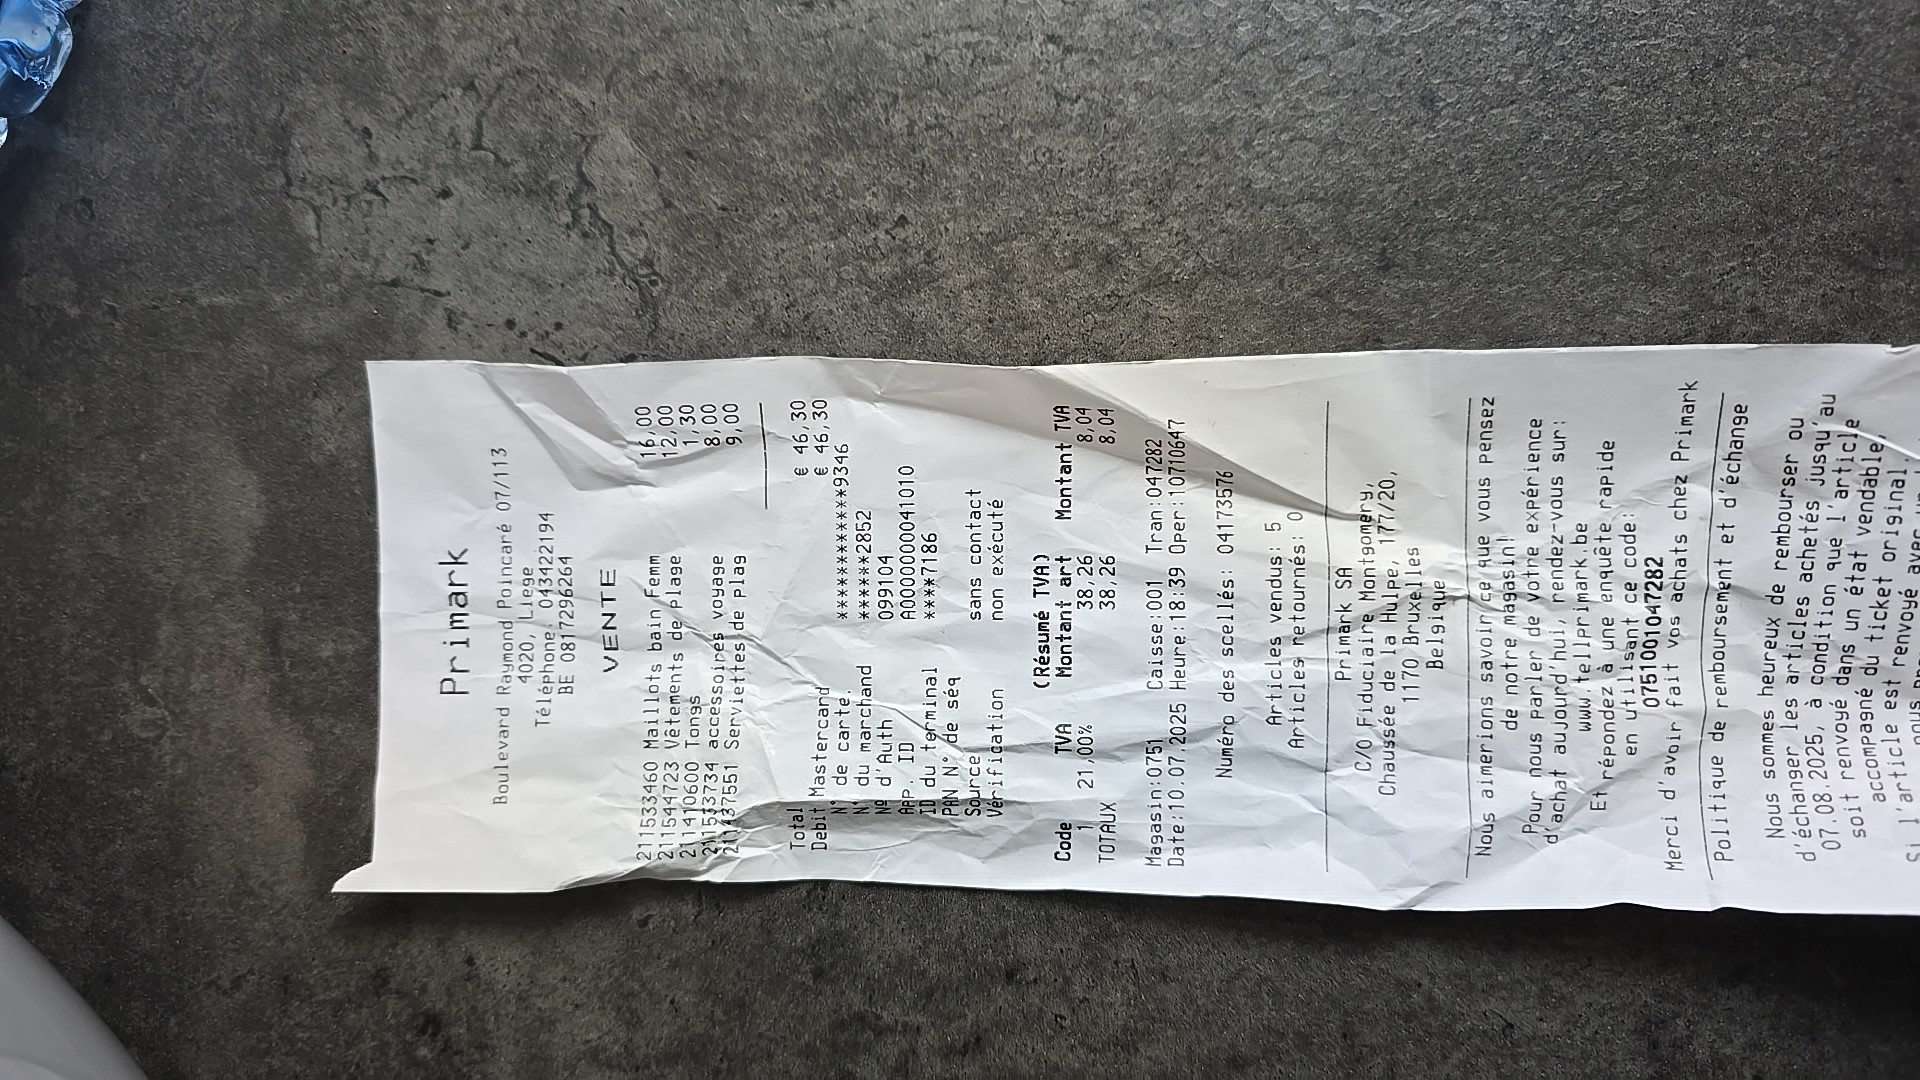 Primark
Boulevard Raymond Poincaré 07/113
4020, Liege
Téléphone. 043422194
BE 0817296264
VENTE
211533460 Maillots bain Femm 16,00
211544723 Vêtements de Plage 12,00
211410600 Tongs 1,30
211533734 accessoires voyage 8,00
211437551 Serviettes de Plag 9,00
Total € 46,30
Debit Mastercard € 46,30
N° de carte. ************9346
N° du marchand ******2852
Nº d'Auth 099104
APP. ID A0000000041010
ID du terminal ****7186
PAN N° de séq
Source sans contact
Vérification non exécuté
(Résumé TVA)
Code TVA Montant art Montant TVA
1 21,00% 38,26 8,04
TOTAUX 38,26 8,04
Magasin:0751 Caisse:001 Tran:047282
Date:10.07.2025 Heure:18:39 Oper:10710647
Numéro des scellés: 04173576
Articles vendus: 5
Articles retournés: 0
Primark SA
C/O Fiduciaire Montgomery,
Chaussée de la Hulpe, 177/20,
1170 Bruxelles
Belgique
Nous aimerions savoir ce que vous pensez
de notre magasin!
Pour nous parler de votre expérience
d'achat aujourd'hui, rendez-vous sur:
www.tellprimark.be
Et répondez à une enquête rapide
en utilisant ce code:
0751001047282
Merci d'avoir fait vos achats chez Primark
Politique de remboursement et d'échange
Nous sommes heureux de rembourser ou
d'échanger les articles achetés jusqu'au
07.08.2025, à condition que l'article
soit renvoyé dans un état vendable,
accompagné du ticket original.
Si l'article est renvoyé avec un